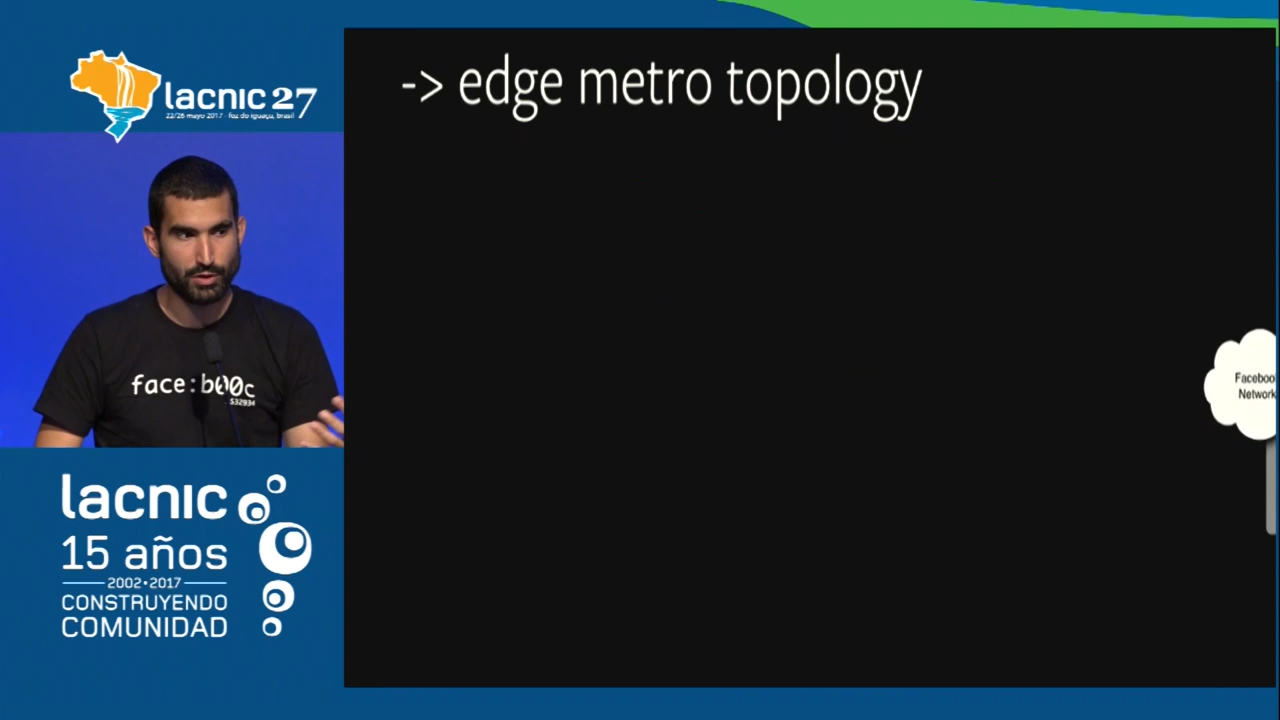 lacnic 27
22/26 mayo 2017 - foz do iguaçu, brasil
-> edge metro topology
face:b00c
lacnic
15 años
2002•2017
CONSTRUYENDO
COMUNIDAD